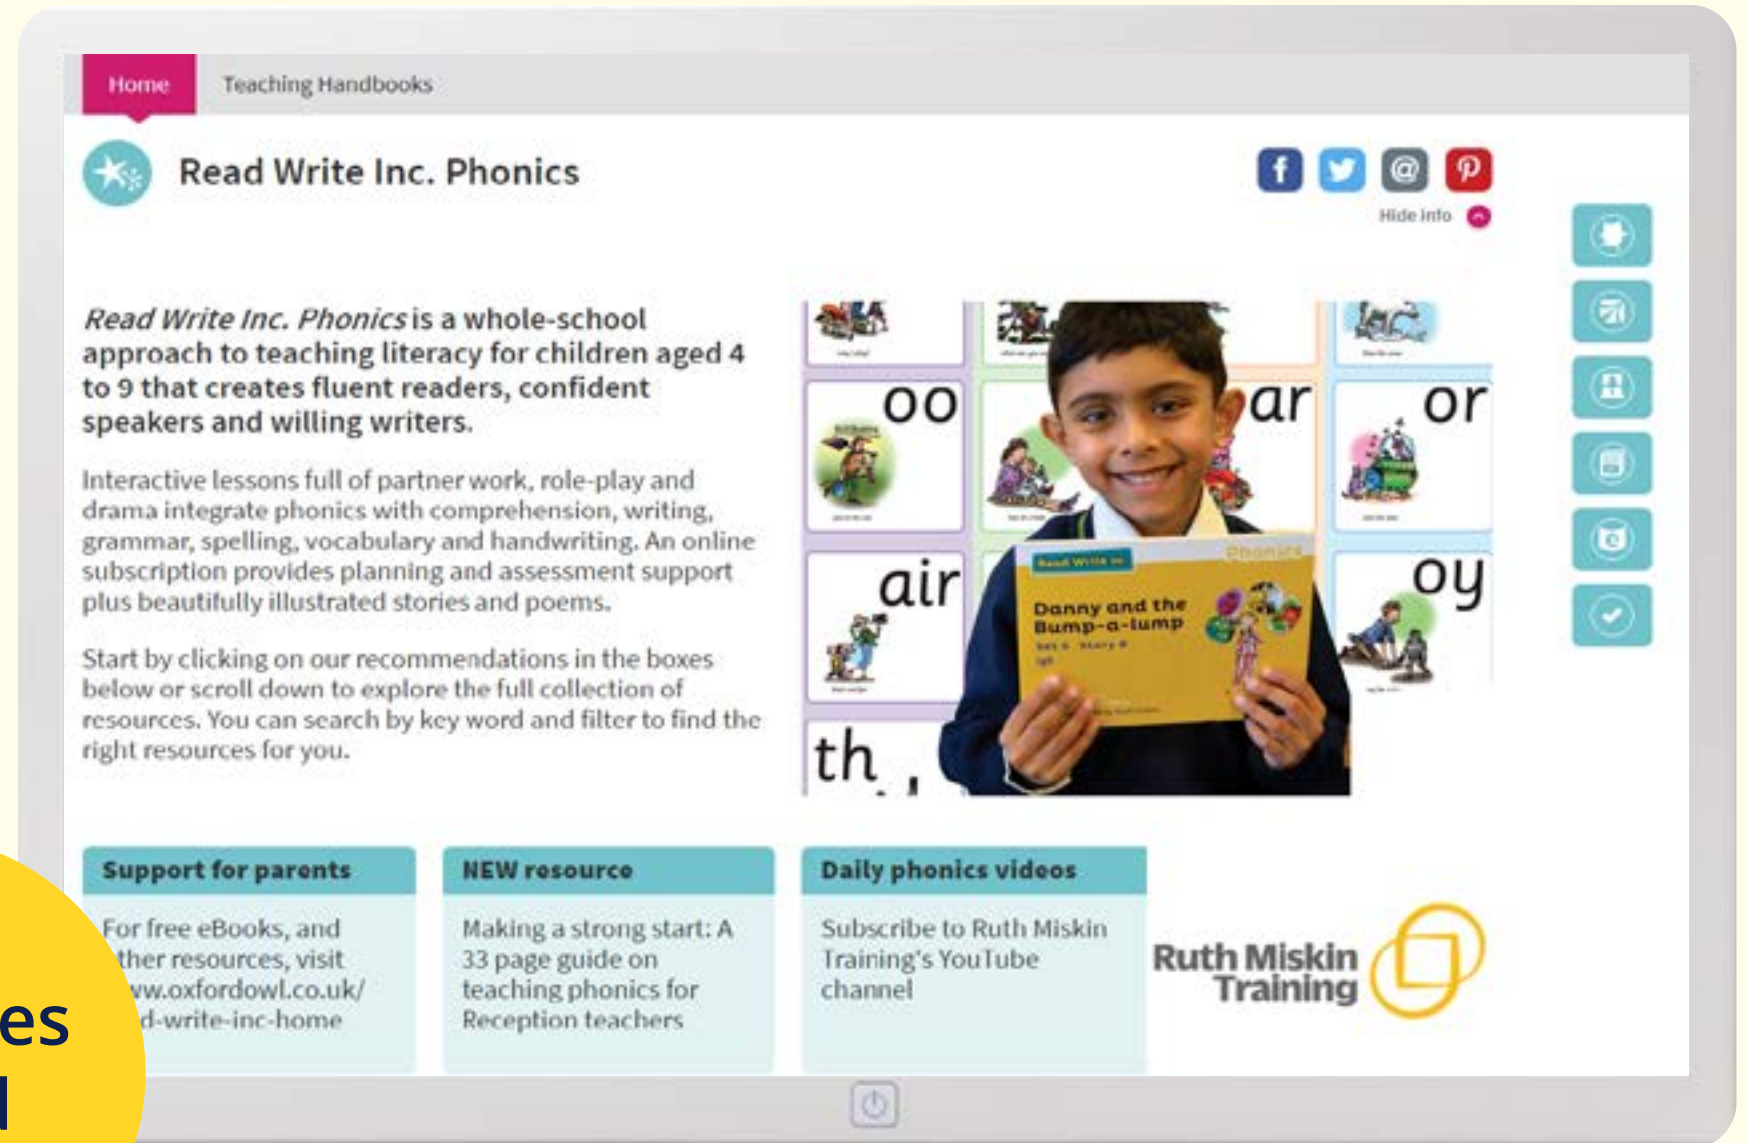 Home
Teaching Handbooks
Read Write Inc. Phonics
Hide info
Read Write Inc. Phonics is a whole-school
approach to teaching literacy for children aged 4
to 9 that creates fluent readers, confident
speakers and willing writers.
Interactive lessons full of partner work, role-play and
drama integrate phonics with comprehension, writing,
grammar, spelling, vocabulary and handwriting. An online
subscription provides planning and assessment support
plus beautifully illustrated stories and poems.
Start by clicking on our recommendations in the boxes
below or scroll down to explore the full collection of
resources. You can search by key word and filter to find the
right resources for you.
oo
ar
or
air
oy
th
Read Write Inc.
Phonics
Danny and the
Bump-a-lump
Support for parents
For free eBooks, and
ther resources, visit
ww.oxfordowl.co.uk/
d-write-inc-home
NEW resource
Making a strong start: A
33 page guide on
teaching phonics for
Reception teachers
Daily phonics videos
Subscribe to Ruth Miskin
Training's YouTube
channel
Ruth Miskin
Training
es